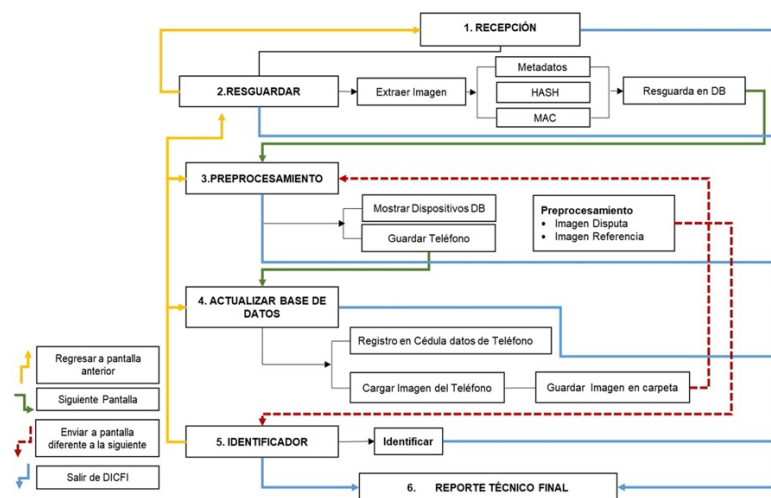 1. RECEPCIÓN
2.RESGUARDAR
Extraer Imagen
Metadatos
HASH
MAC
Resguarda en DB
3.PREPROCESAMIENTO
Mostrar Dispositivos DB
Guardar Teléfono
Preprocesamiento
• Imagen Disputa
• Imagen Referencia
4. ACTUALIZAR BASE DE
DATOS
Registro en Cédula datos de Teléfono
Cargar Imagen del Teléfono
Guardar Imagen en carpeta
5. IDENTIFICADOR
Identificar
6. REPORTE TÉCNICO FINAL
Regresar a pantalla
anterior
Siguiente Pantalla
Enviar a pantalla
diferente a la siguiente
Salir de DICFI